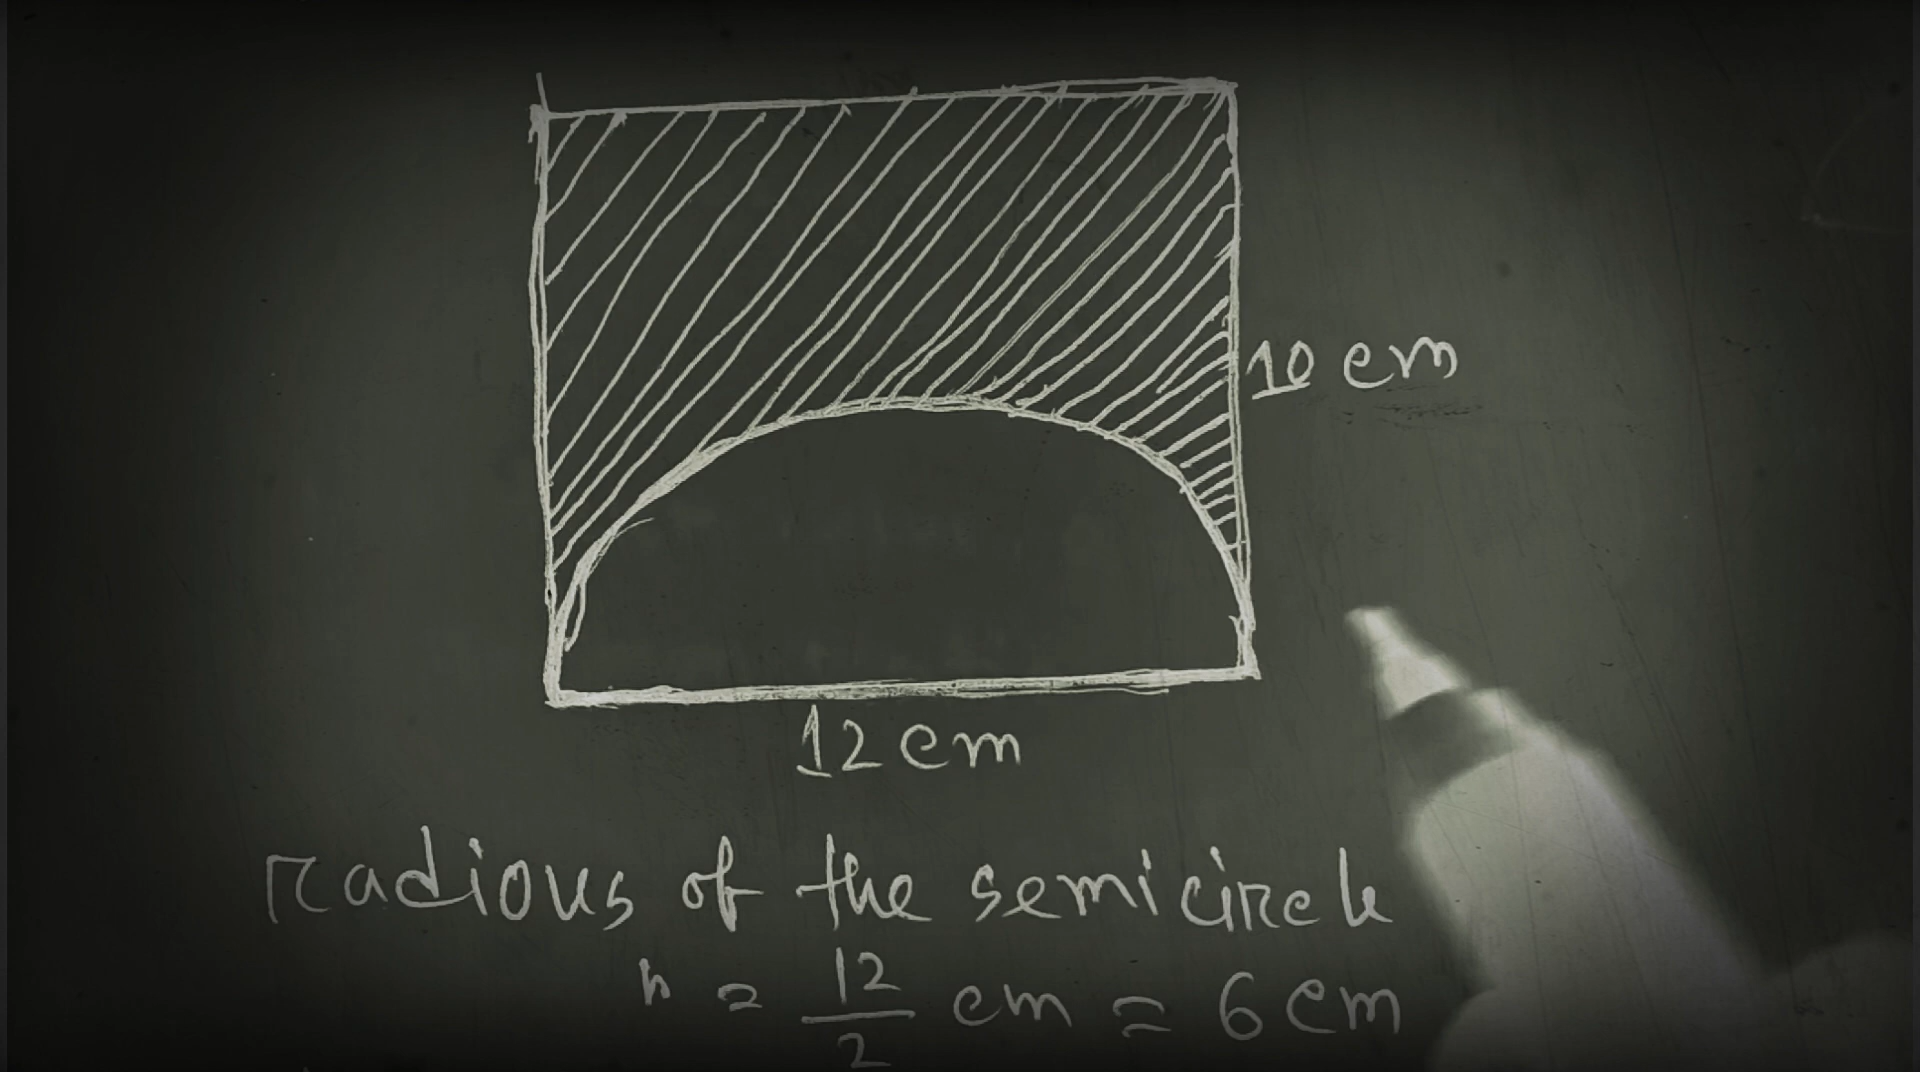 10 cm
12 cm
radious of the semicircle
r = 12/2 cm = 6 cm